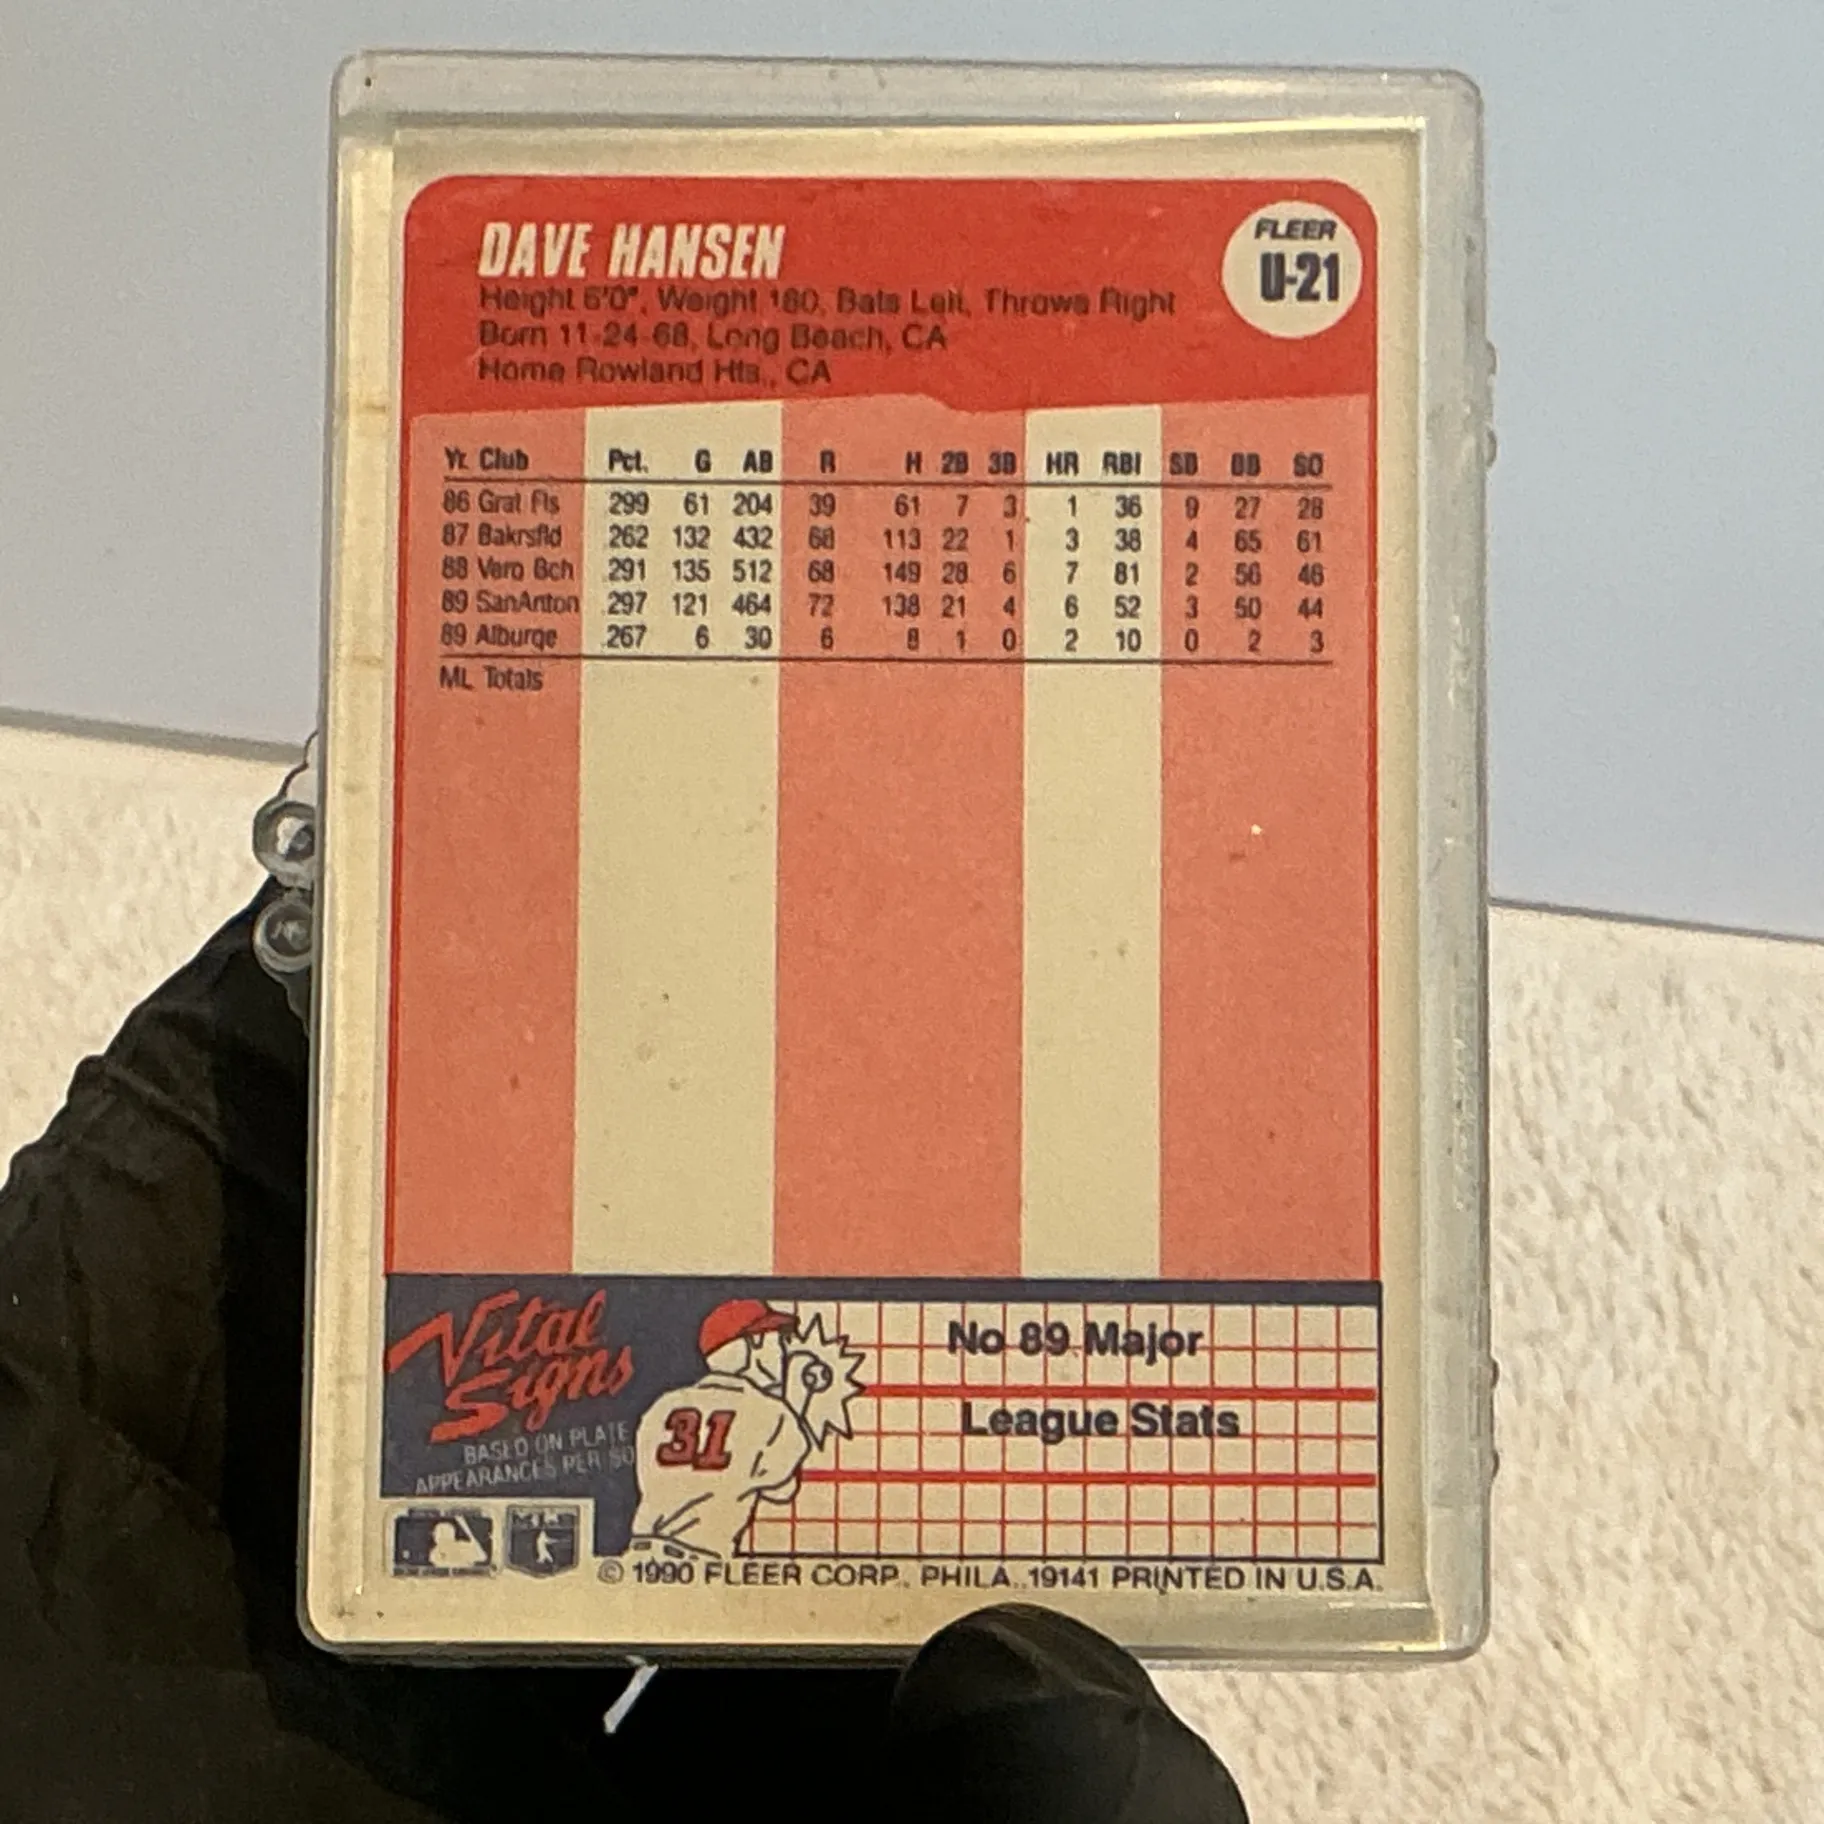 DAVE HANSEN
FLEER
U-21
Height 6'0", Weight 180, Bats Left, Throws Right
Born 11-24-68, Long Beach, CA
Home Rowland Hts., CA
Yr. Club Pct. G AB R H 2B 3B HR RBI SB BB SO
86 Grat Fls .299 61 204 39 61 7 3 1 36 9 27 28
87 Bakrsfld .262 132 432 68 113 22 1 3 38 4 65 61
88 Vero Bch .291 135 512 68 149 28 6 7 81 2 56 46
89 SanAnton .297 121 464 72 138 21 4 6 52 3 50 44
89 Alburqe .267 6 30 6 8 1 0 2 10 0 2 3
ML Totals
Vital
Signs
BASED ON PLATE
APPEARANCES PER SO
31
No 89 Major
League Stats
© 1990 FLEER CORP., PHILA., 19141 PRINTED IN U.S.A.